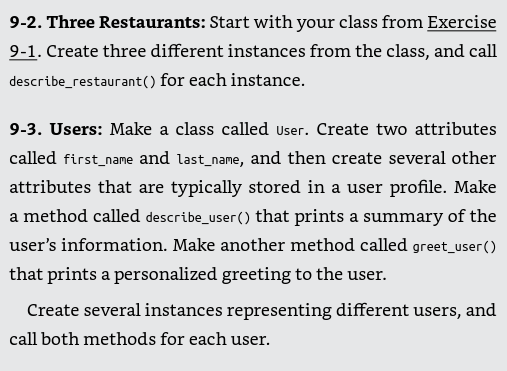 9-2. Three Restaurants: Start with your class from Exercise
9-1. Create three different instances from the class, and call
describe_restaurant() for each instance.
9-3. Users: Make a class called User. Create two attributes
called first_name and last_name, and then create several other
attributes that are typically stored in a user profile. Make
a method called describe_user() that prints a summary of the
user’s information. Make another method called greet_user()
that prints a personalized greeting to the user.
Create several instances representing different users, and
call both methods for each user.